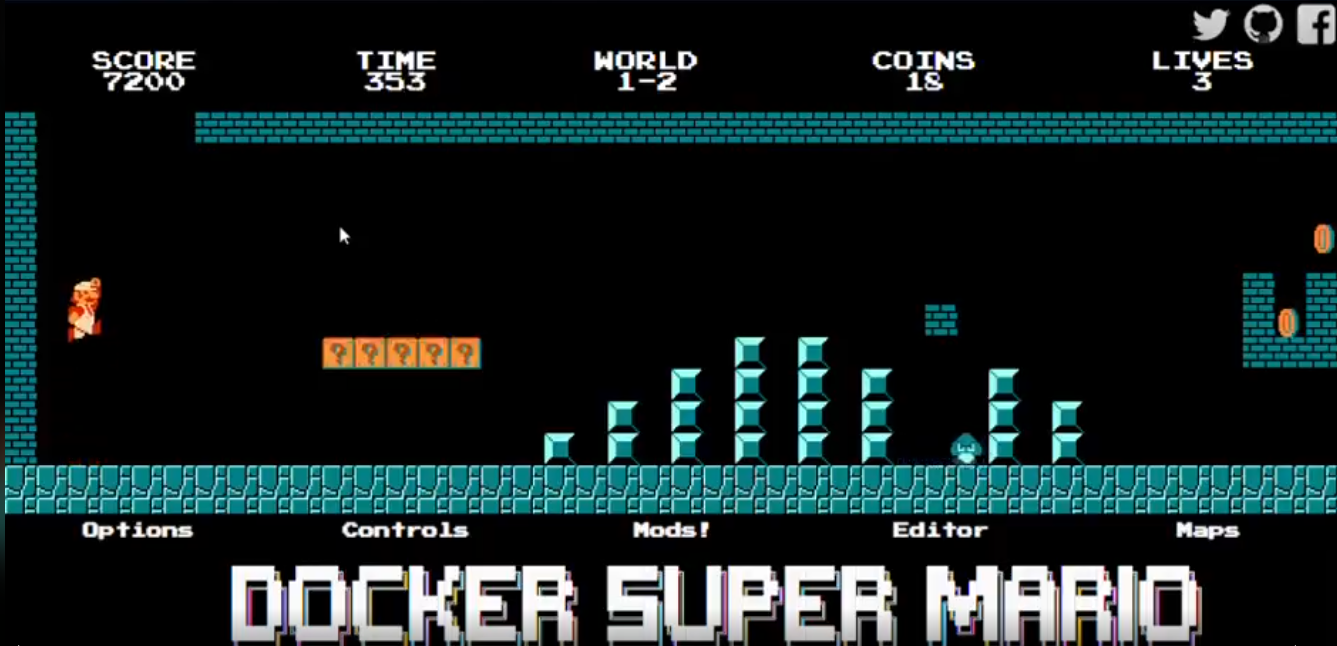 SCORE TIME WORLD COINS LIVES
7200 353 1-2 18 3
? ? ? ? ?
Options Controls Mods! Editor Maps
DOCKER SUPER MARIO